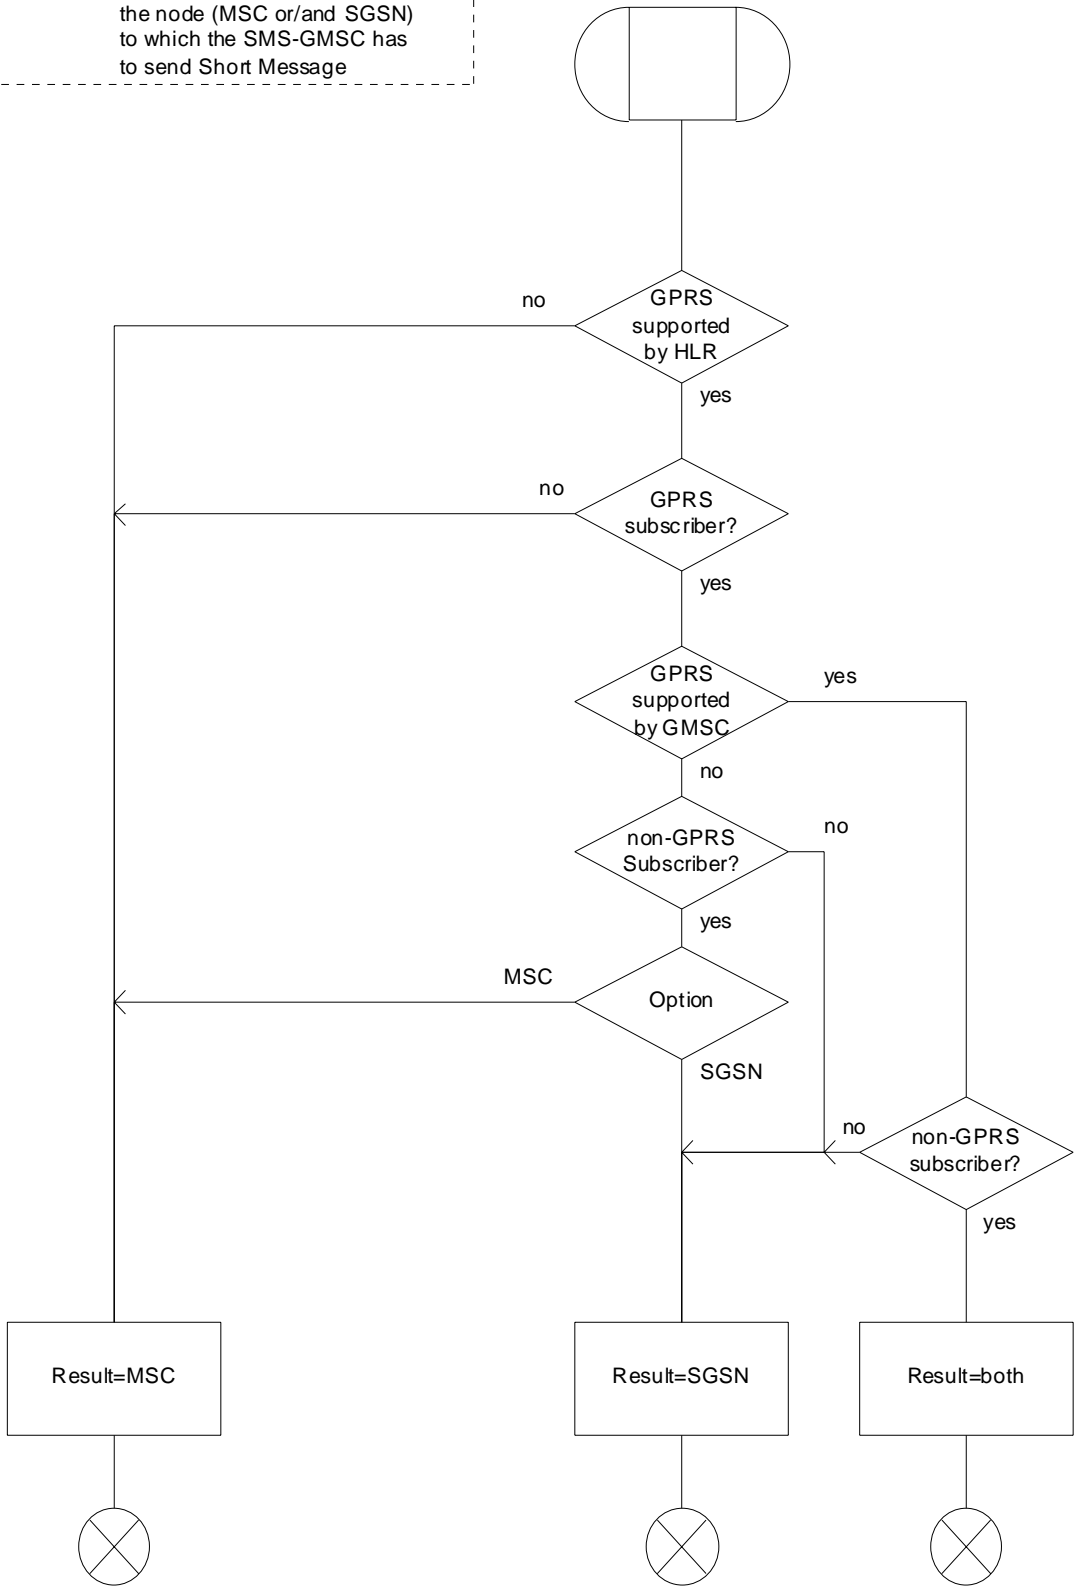 the node (MSC or/and SGSN)
to which the SMS-GMSC has
to send Short Message
no
GPRS
supported
by HLR
yes
no
GPRS
subscriber?
yes
GPRS
supported
by GMSC
yes
no
non-GPRS
Subscriber?
no
yes
MSC
Option
SGSN
no
non-GPRS
subscriber?
yes
Result=MSC
Result=SGSN
Result=both